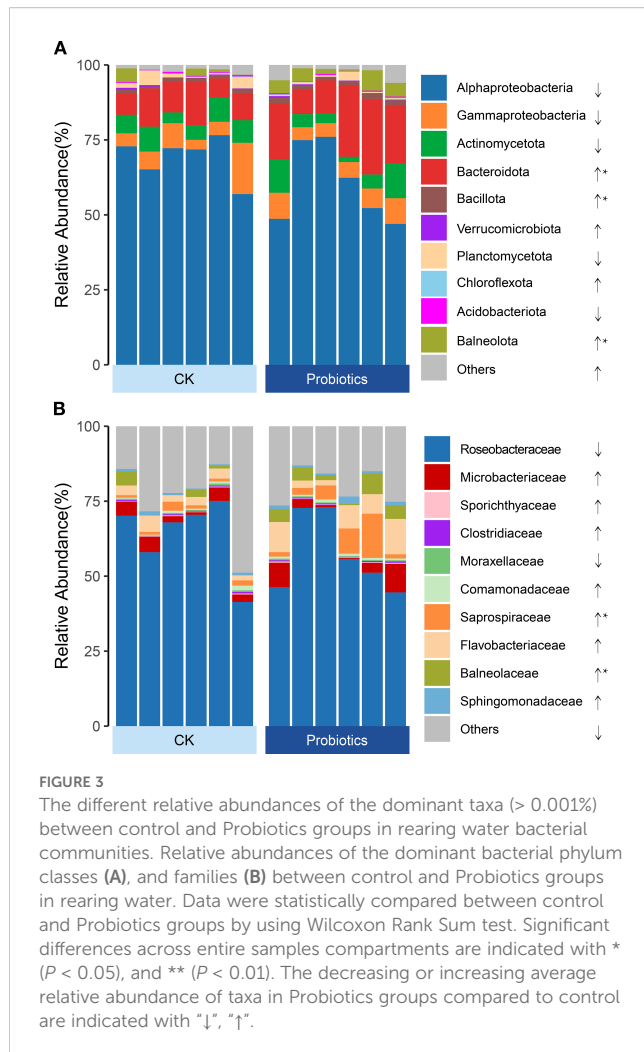 A
100
75
50
25
0
Relative Abundance(%)
CK
Probiotics
Alphaproteobacteria ↓
Gammaproteobacteria ↓
Actinomycetota ↓
Bacteroidota ↑*
Bacillota ↑*
Verrucomicrobiota ↑
Planctomycetota ↓
Chloroflexota ↑
Acidobacteriota ↓
Balneolota ↑*
Others ↑
B
100
75
50
25
0
Relative Abundance(%)
CK
Probiotics
Roseobacteraceae ↓
Microbacteriaceae ↑
Sporichthyaceae ↑
Clostridiaceae ↑
Moraxellaceae ↓
Comamonadaceae ↑
Saprospiraceae ↑*
Flavobacteriaceae ↑
Balneolaceae ↑*
Sphingomonadaceae ↑
Others ↓
FIGURE 3
The different relative abundances of the dominant taxa (> 0.001%)
between control and Probiotics groups in rearing water bacterial
communities. Relative abundances of the dominant bacterial phylum
classes (A), and families (B) between control and Probiotics groups
in rearing water. Data were statistically compared between control
and Probiotics groups by using Wilcoxon Rank Sum test. Significant
differences across entire samples compartments are indicated with *
(P < 0.05), and ** (P < 0.01). The decreasing or increasing average
relative abundance of taxa in Probiotics groups compared to control
are indicated with “↓”, “↑”.